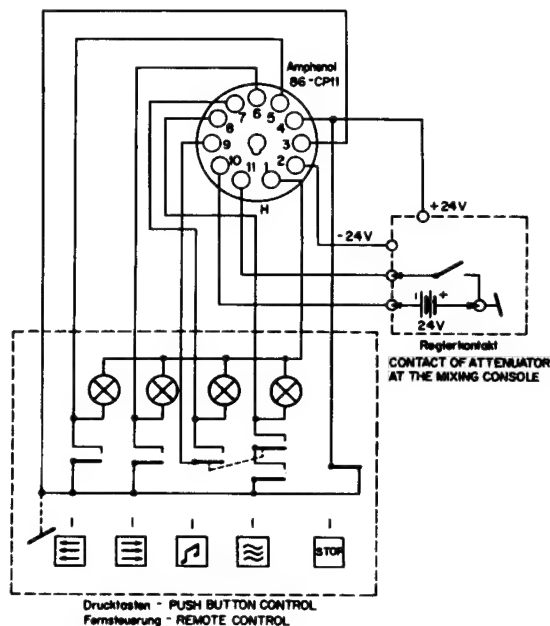 Amphenol
86-CP11
6
7
5
8
4
9
3
10
2
11
1
H
+24V
-24V
- +
24V
Reglerkontakt
CONTACT OF ATTENUATOR
AT THE MIXING CONSOLE
STOP
Drucktasten - PUSH BUTTON CONTROL
Fernsteuerung - REMOTE CONTROL